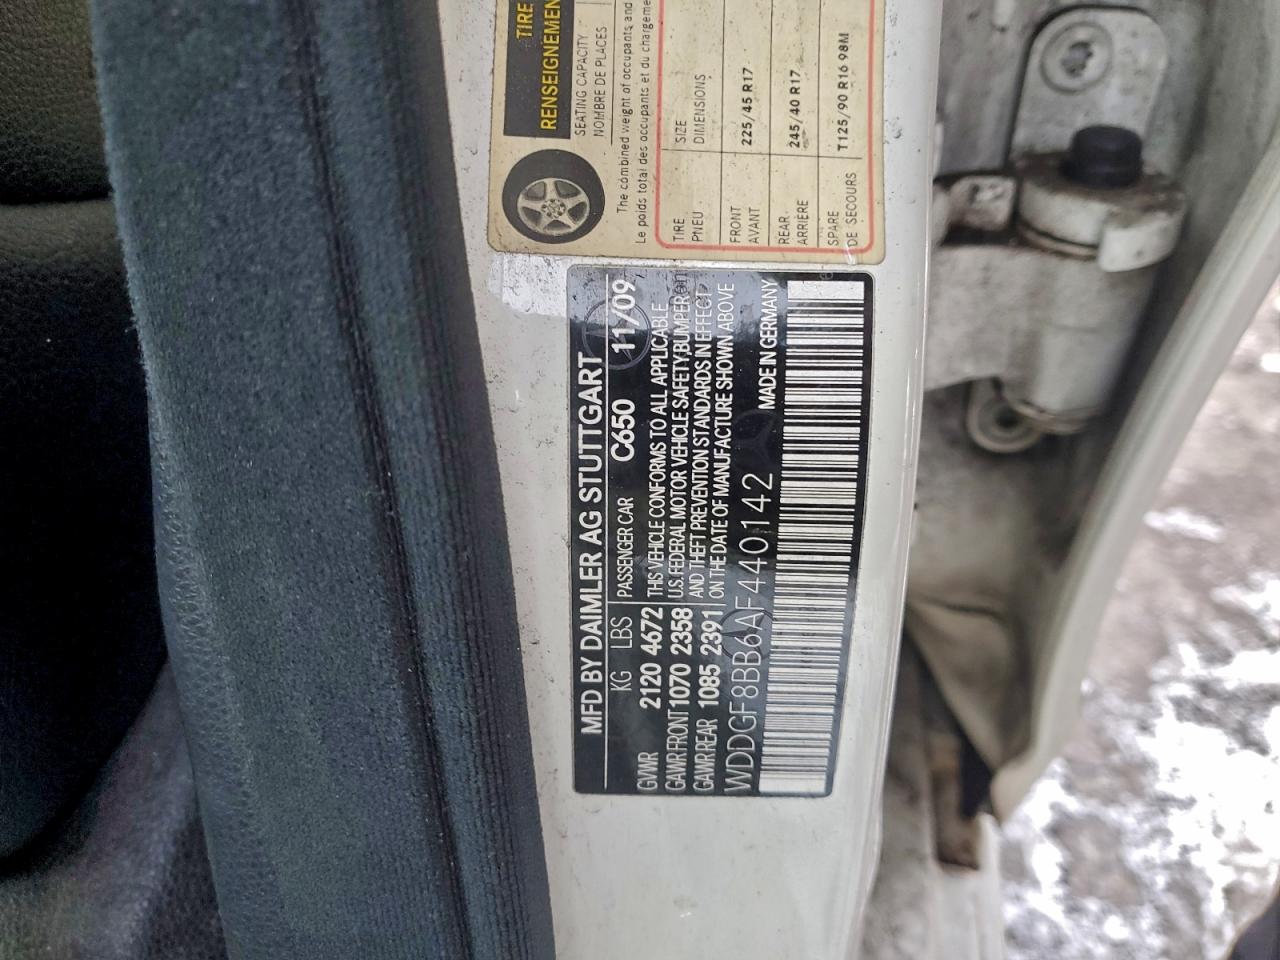 TIRE
RENSEIGNEMEN
SEATING CAPACITY
NOMBRE DE PLACES
The combined weight of occupants and
Le poids total des occupants et du chargeme
TIRE SIZE
PNEU DIMENSIONS
FRONT 225/45 R17
AVANT
REAR 245/40 R17
ARRIÈRE
SPARE T125/90 R16 98M
DE SECOURS
MFD BY DAIMLER AG STUTTGART
KG LBS PASSENGER CAR C650 11/09
GVWR 2120 4672 THIS VEHICLE CONFORMS TO ALL APPLICABLE
GAWR FRONT 1070 2358 U.S. FEDERAL MOTOR VEHICLE SAFETY, BUMPER
GAWR REAR 1085 2391 AND THEFT PREVENTION STANDARDS IN EFFECT
ON THE DATE OF MANUFACTURE SHOWN ABOVE
WDDGF8BB6AF440142 MADE IN GERMANY